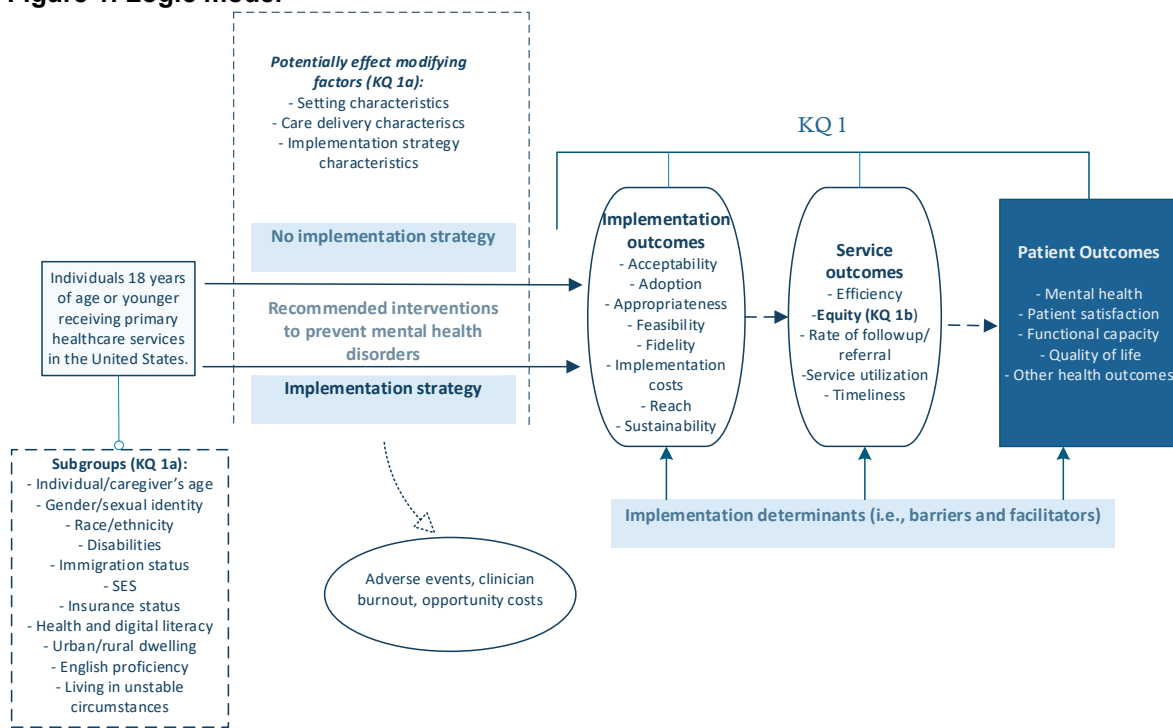 Potentially effect modifying
factors (KQ 1a):
- Setting characteristics
- Care delivery characteriscs
- Implementation strategy
characteristics
KQ 1
No implementation strategy
Recommended interventions
to prevent mental health
disorders
Implementation strategy
Individuals 18 years
of age or younger
receiving primary
healthcare services
in the United States.
Subgroups (KQ 1a):
- Individual/caregiver's age
- Gender/sexual identity
- Race/ethnicity
- Disabilities
- Immigration status
- SES
- Insurance status
- Health and digital literacy
- Urban/rural dwelling
- English proficiency
- Living in unstable
circumstances
Adverse events, clinician
burnout, opportunity costs
Implementation
outcomes
- Acceptability
- Adoption
- Appropriateness
- Feasibility
- Fidelity
- Implementation
costs
- Reach
- Sustainability
Service
outcomes
- Efficiency
-Equity (KQ 1b)
- Rate of followup/
referral
-Service utilization
- Timeliness
Patient Outcomes
- Mental health
- Patient satisfaction
- Functional capacity
- Quality of life
- Other health outcomes
Implementation determinants (i.e., barriers and facilitators)